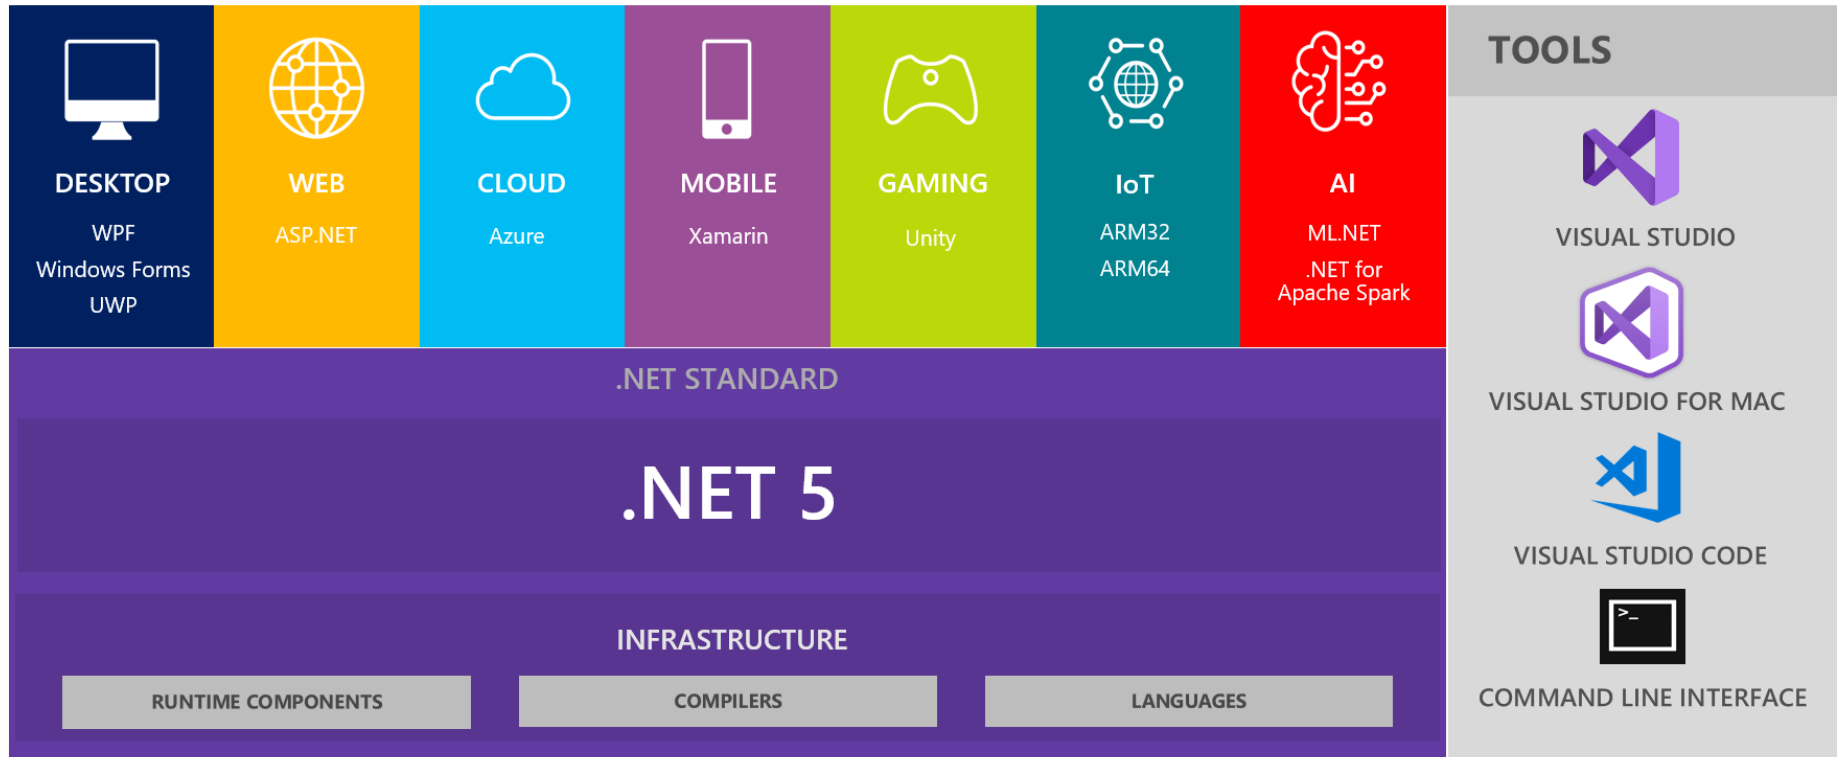 DESKTOP
WPF
Windows Forms
UWP
WEB
ASP.NET
CLOUD
Azure
MOBILE
Xamarin
GAMING
Unity
IoT
ARM32
ARM64
AI
ML.NET
.NET for
Apache Spark
.NET STANDARD
.NET 5
INFRASTRUCTURE
RUNTIME COMPONENTS
COMPILERS
LANGUAGES
TOOLS
VISUAL STUDIO
VISUAL STUDIO FOR MAC
VISUAL STUDIO CODE
>_
COMMAND LINE INTERFACE